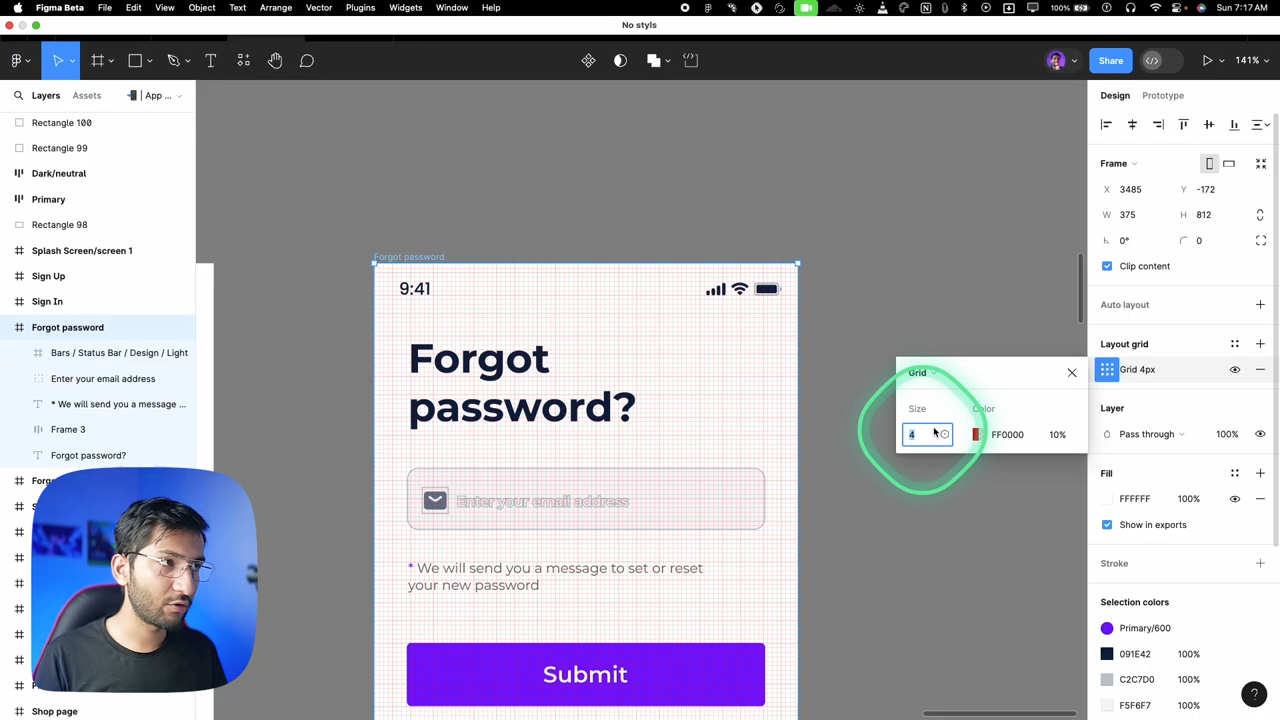 Figma Beta File Edit View Object Text Arrange Vector Plugins Widgets Window Help 100% Sun 7:17 AM
No styls
Share 141%
Layers Assets | App ... Design Prototype
Rectangle 100
Rectangle 99
Dark/neutral
Primary
Rectangle 98
Splash Screen/screen 1
Sign Up
Sign In
Forgot password
Bars / Status Bar / Design / Light
Enter your email address
* We will send you a message ...
Frame 3
Forgot password?
Shop page
Forgot password
9:41
Forgot
password?
Enter your email address
* We will send you a message to set or reset
your new password
Submit
Grid
Size Color
4 FF0000 10%
Frame
X 3485 Y -172
W 375 H 812
0° 0
Clip content
Auto layout
Layout grid
Grid 4px
Layer
Pass through 100%
Fill
FFFFFF 100%
Show in exports
Stroke
Selection colors
Primary/600
091E42 100%
C2C7D0 100%
F5F6F7 100%
?